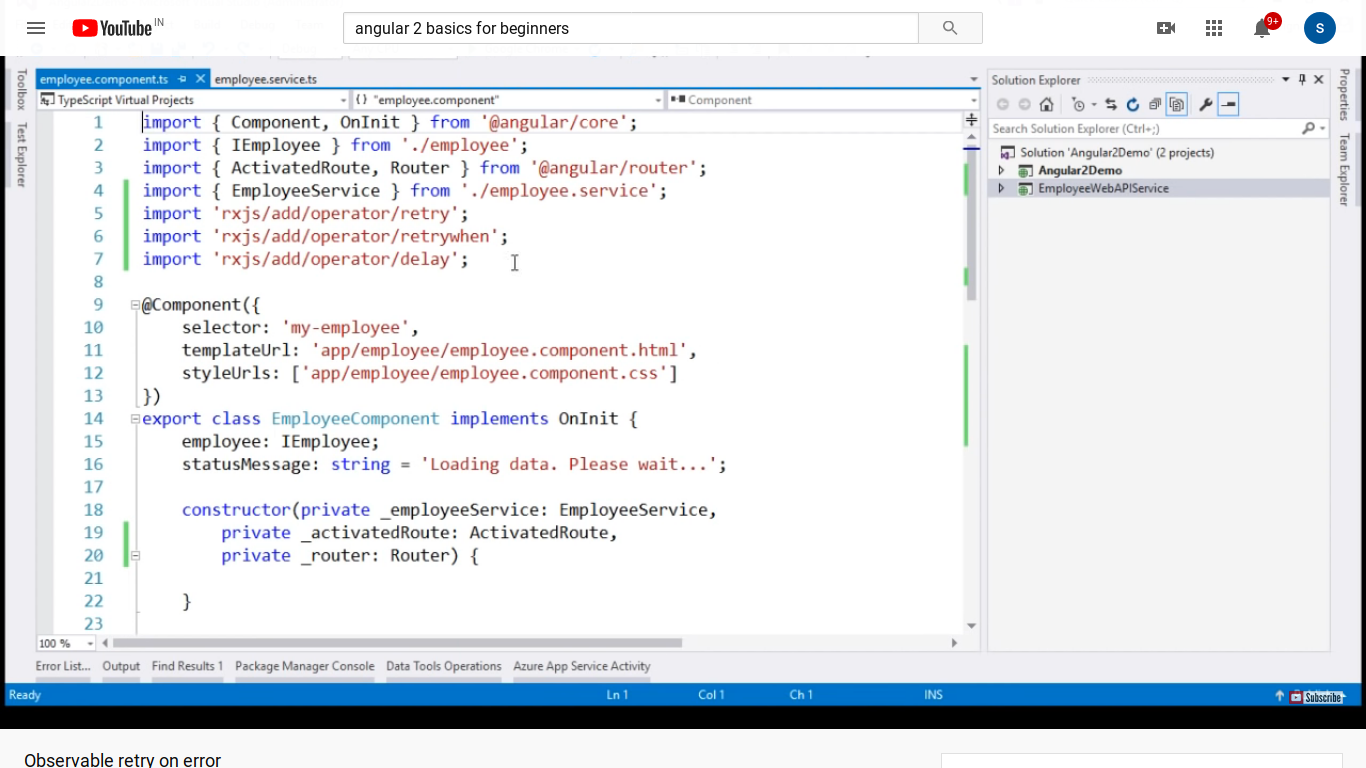 YouTube IN
angular 2 basics for beginners
9+
S
Toolbox
Test Explorer
employee.component.ts
employee.service.ts
TypeScript Virtual Projects
{} "employee.component"
Component
1 import { Component, OnInit } from '@angular/core';
2 import { IEmployee } from './employee';
3 import { ActivatedRoute, Router } from '@angular/router';
4 import { EmployeeService } from './employee.service';
5 import 'rxjs/add/operator/retry';
6 import 'rxjs/add/operator/retrywhen';
7 import 'rxjs/add/operator/delay';
8
9 @Component({
10 selector: 'my-employee',
11 templateUrl: 'app/employee/employee.component.html',
12 styleUrls: ['app/employee/employee.component.css']
13 })
14 export class EmployeeComponent implements OnInit {
15 employee: IEmployee;
16 statusMessage: string = 'Loading data. Please wait...';
17
18 constructor(private _employeeService: EmployeeService,
19 private _activatedRoute: ActivatedRoute,
20 private _router: Router) {
21
22 }
23
100 %
Solution Explorer
Search Solution Explorer (Ctrl+;)
Solution 'Angular2Demo' (2 projects)
Angular2Demo
EmployeeWebAPIService
Properties
Team Explorer
Error List... Output Find Results 1 Package Manager Console Data Tools Operations Azure App Service Activity
Ready Ln 1 Col 1 Ch 1 INS
Subscribe
Observable retry on error